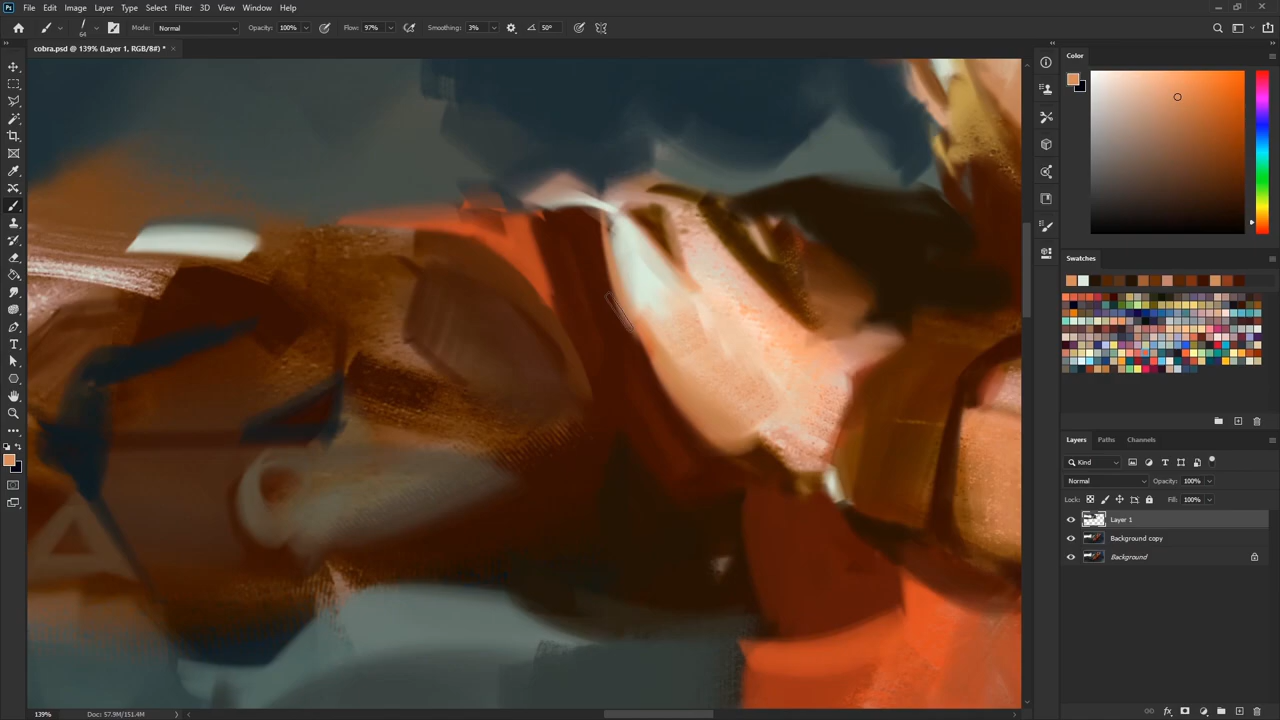 Ps File Edit Image Layer Type Select Filter 3D View Window Help
64 Mode: Normal Opacity: 100% Flow: 97% Smoothing: 3% 50°
cobra.psd @ 139% (Layer 1, RGB/8#) * ×
Color
Swatches
Layers Paths Channels
Kind
Normal Opacity: 100%
Lock: Fill: 100%
Layer 1
Background copy
Background
139% Doc: 57.9M/151.4M